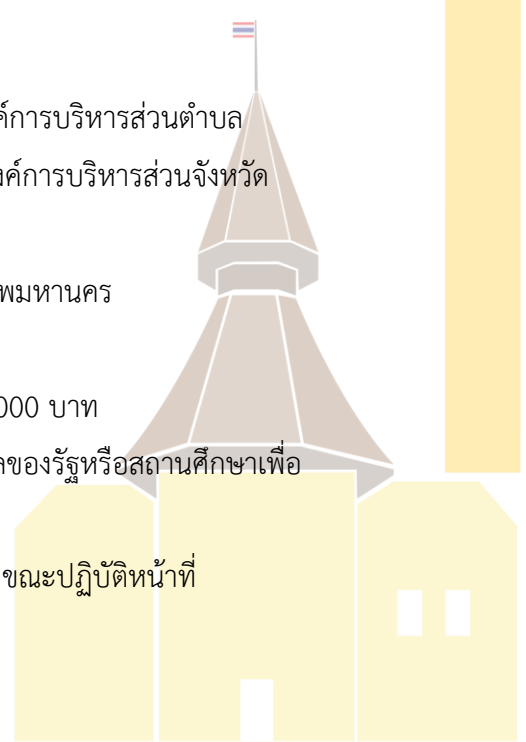 ค์การบริหารส่วนตำบล
งค์การบริหารส่วนจังหวัด
พมหานคร
000 บาท
ลของรัฐหรือสถานศึกษาเพื่อ
ขณะปฏิบัติหน้าที่